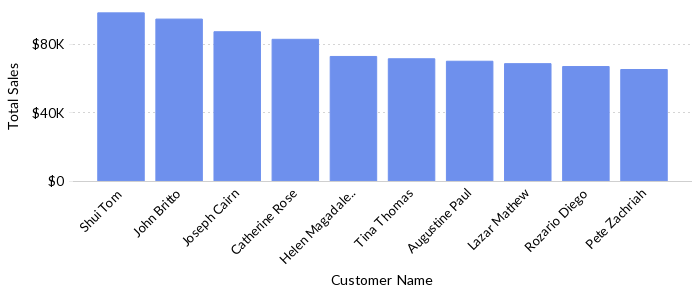 Total Sales
$80K
$40K
$0
Shui Tom
John Britto
Joseph Cairn
Catherine Rose
Helen Magadale..
Tina Thomas
Augustine Paul
Lazar Mathew
Rozario Diego
Pete Zachriah
Customer Name